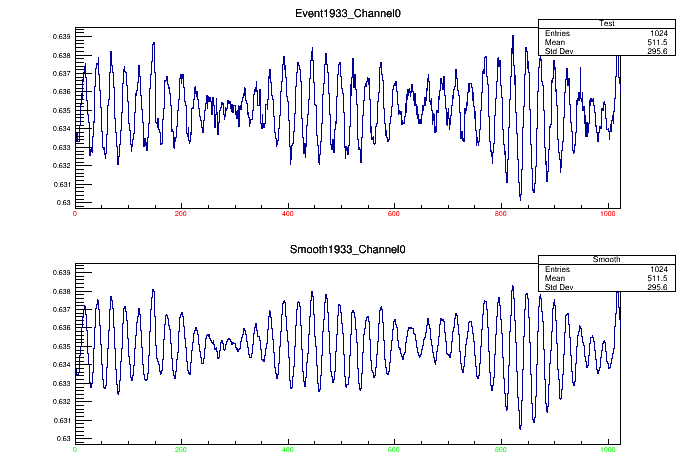 Event1933_Channel0
Test
Entries 1024
Mean 511.5
Std Dev 295.6
0.639
0.638
0.637
0.636
0.635
0.634
0.633
0.632
0.631
0.63
0 200 400 600 800 1000
Smooth1933_Channel0
Smooth
Entries 1024
Mean 511.5
Std Dev 295.6
0.639
0.638
0.637
0.636
0.635
0.634
0.633
0.632
0.631
0.63
0 200 400 600 800 1000